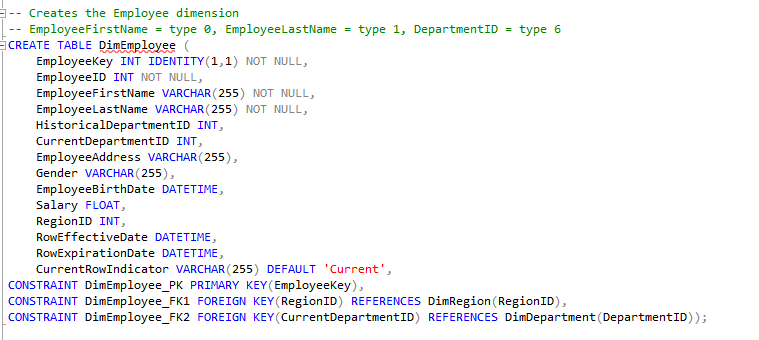 -- Creates the Employee dimension
-- EmployeeFirstName = type 0, EmployeeLastName = type 1, DepartmentID = type 6
CREATE TABLE DimEmployee (
    EmployeeKey INT IDENTITY(1,1) NOT NULL,
    EmployeeID INT NOT NULL,
    EmployeeFirstName VARCHAR(255) NOT NULL,
    EmployeeLastName VARCHAR(255) NOT NULL,
    HistoricalDepartmentID INT,
    CurrentDepartmentID INT,
    EmployeeAddress VARCHAR(255),
    Gender VARCHAR(255),
    EmployeeBirthDate DATETIME,
    Salary FLOAT,
    RegionID INT,
    RowEffectiveDate DATETIME,
    RowExpirationDate DATETIME,
    CurrentRowIndicator VARCHAR(255) DEFAULT 'Current',
CONSTRAINT DimEmployee_PK PRIMARY KEY(EmployeeKey),
CONSTRAINT DimEmployee_FK1 FOREIGN KEY(RegionID) REFERENCES DimRegion(RegionID),
CONSTRAINT DimEmployee_FK2 FOREIGN KEY(CurrentDepartmentID) REFERENCES DimDepartment(DepartmentID));